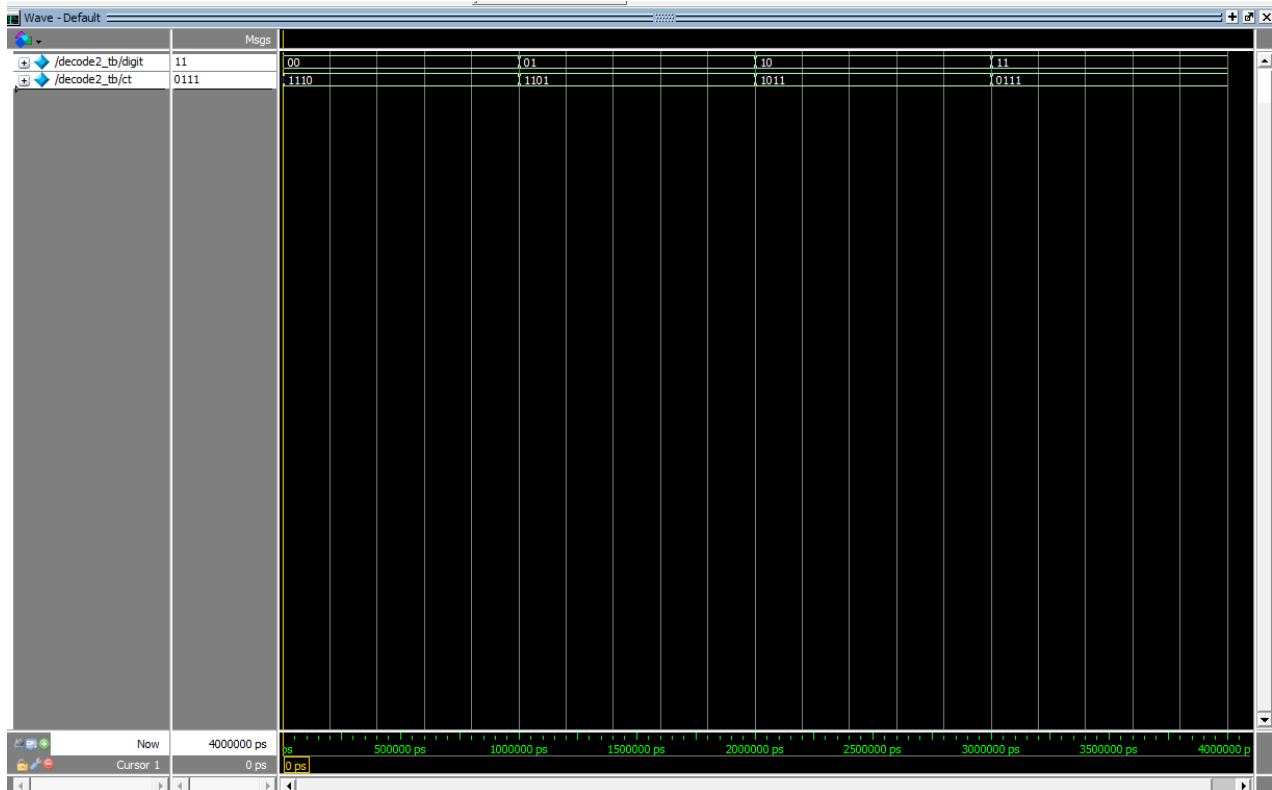 Wave - Default
Msgs
/decode2_tb/digit 11 00 01 10 11
/decode2_tb/ct 0111 1110 1101 1011 0111
Now 4000000 ps ps 500000 ps 1000000 ps 1500000 ps 2000000 ps 2500000 ps 3000000 ps 3500000 ps 4000000 p
Cursor 1 0 ps 0 ps